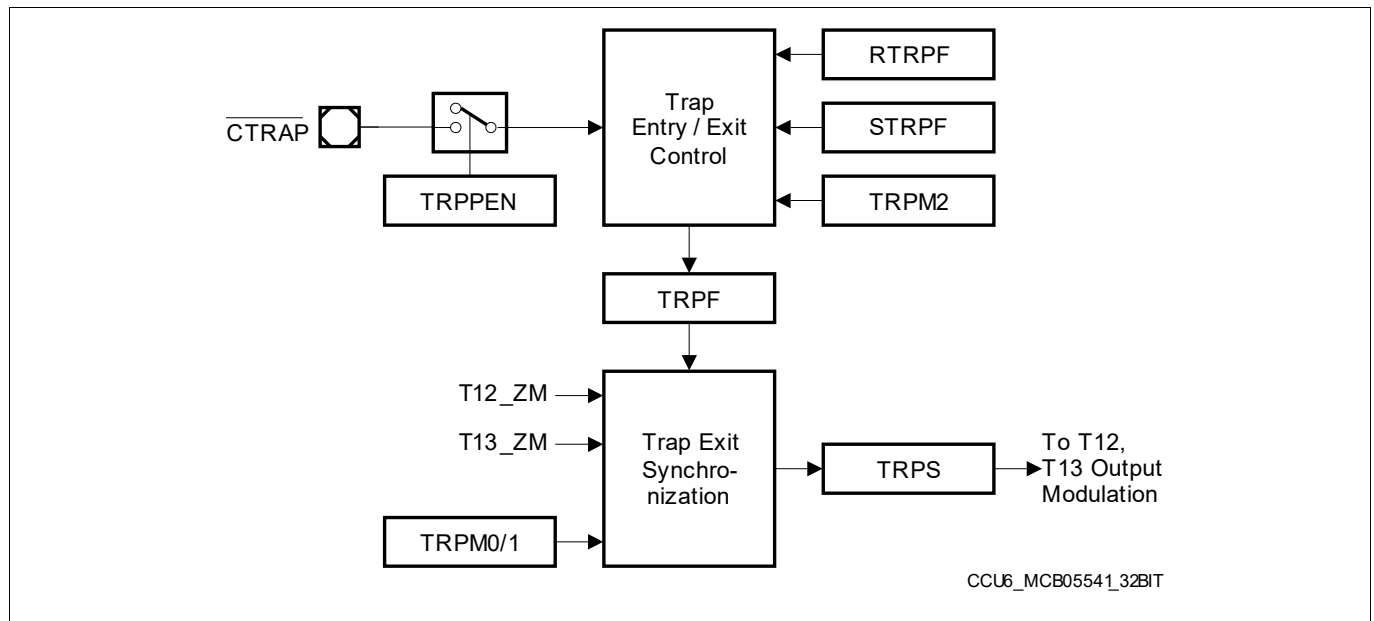 RTRPF
Trap
Entry / Exit
Control
CTRAP
STRPF
TRPPEN
TRPM2
TRPF
T12_ZM
T13_ZM
Trap Exit
Synchro-
nization
TRPS
To T12,
T13 Output
Modulation
TRPM0/1
CCU6_MCB05541_32BIT